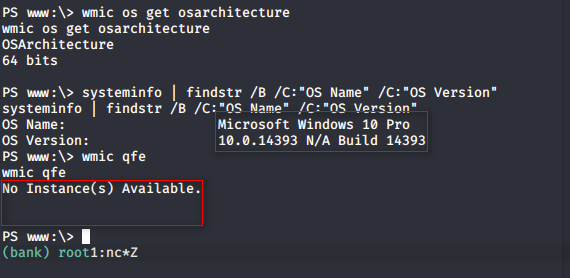 PS www:\> wmic os get osarchitecture
wmic os get osarchitecture
OSArchitecture
64 bits
PS www:\> systeminfo | findstr /B /C:"OS Name" /C:"OS Version"
systeminfo | findstr /B /C:"OS Name" /C:"OS Version"
OS Name: Microsoft Windows 10 Pro
OS Version: 10.0.14393 N/A Build 14393
PS www:\> wmic qfe
wmic qfe
No Instance(s) Available.
PS www:\>
(bank) root1:nc*Z